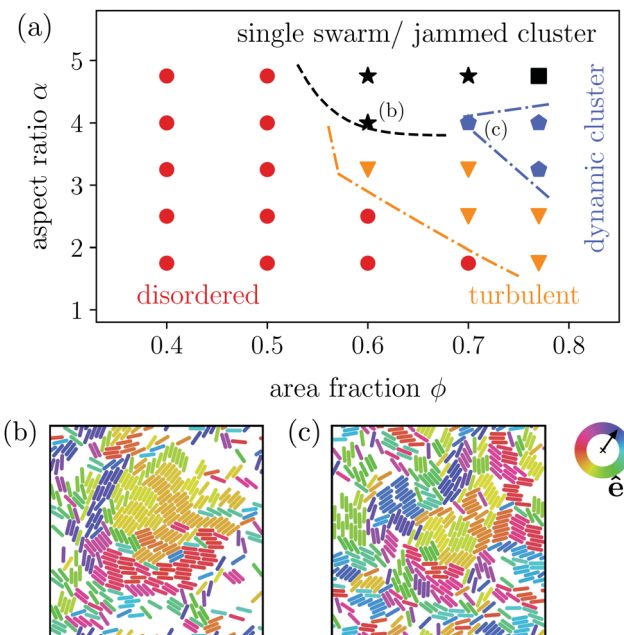 (a)
single swarm/ jammed cluster
5
4
3
2
1
aspect ratio α
(b)
(c)
dynamic cluster
disordered
turbulent
0.4 0.5 0.6 0.7 0.8
area fraction ϕ
(b)
(c)
ê